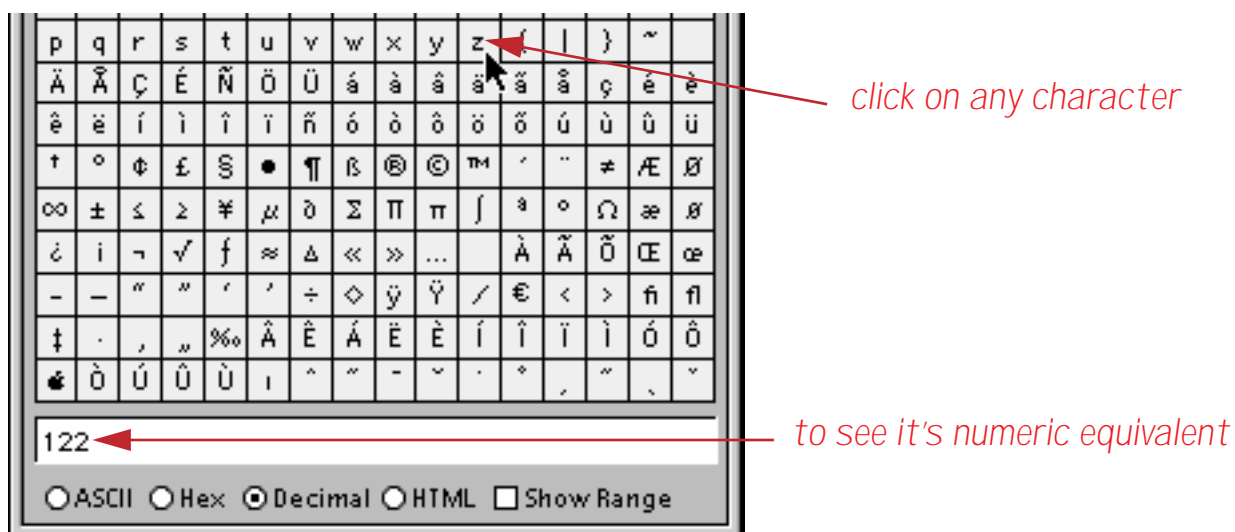 p q r s t u v w x y z { | } ~
Ä Å Ç É Ñ Ö Ü á à â ä ã å ç é è
click on any character
ê ë í ì î ï ñ ó ò ô ö õ ú ù û ü
† ° ¢ £ § • ¶ ß ® © ™ ´ ¨ ≠ Æ Ø
∞ ± ≤ ≥ ¥ µ ∂ Σ Π π ∫ ª º Ω æ ø
¿ ¡ ¬ √ ƒ ≈ ∆ « » … À Ã Õ Œ œ
– — “ ” ‘ ’ ÷ ◊ ÿ Ÿ ⁄ € ‹ › fi fl
‡ · ‚ „ ‰ Â Ê Á Ë È Í Î Ï Ì Ó Ô
 Ò Ú Û Ù ı ˆ ˜ ¯ ˘ ˙ ˚ ¸ ˝ ˛ ˇ
122
to see it's numeric equivalent
ASCII Hex Decimal HTML Show Range